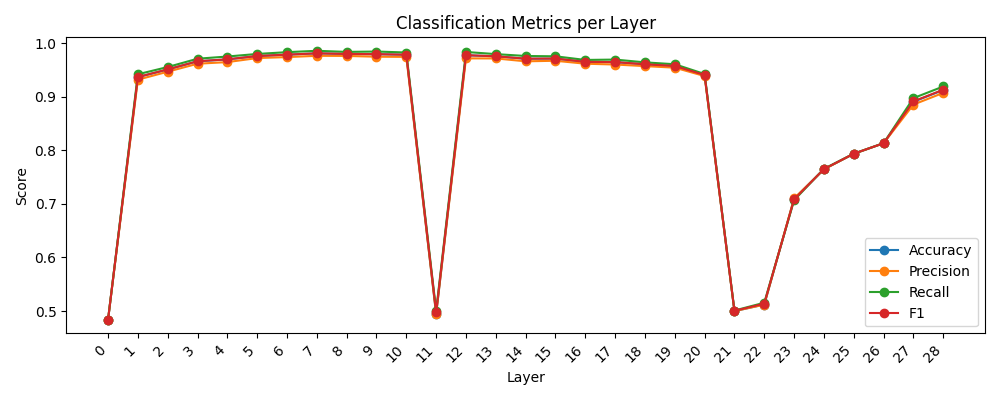 Classification Metrics per Layer
Score
1.0
0.9
0.8
0.7
0.6
0.5
Accuracy
Precision
Recall
F1
0 1 2 3 4 5 6 7 8 9 10 11 12 13 14 15 16 17 18 19 20 21 22 23 24 25 26 27 28
Layer